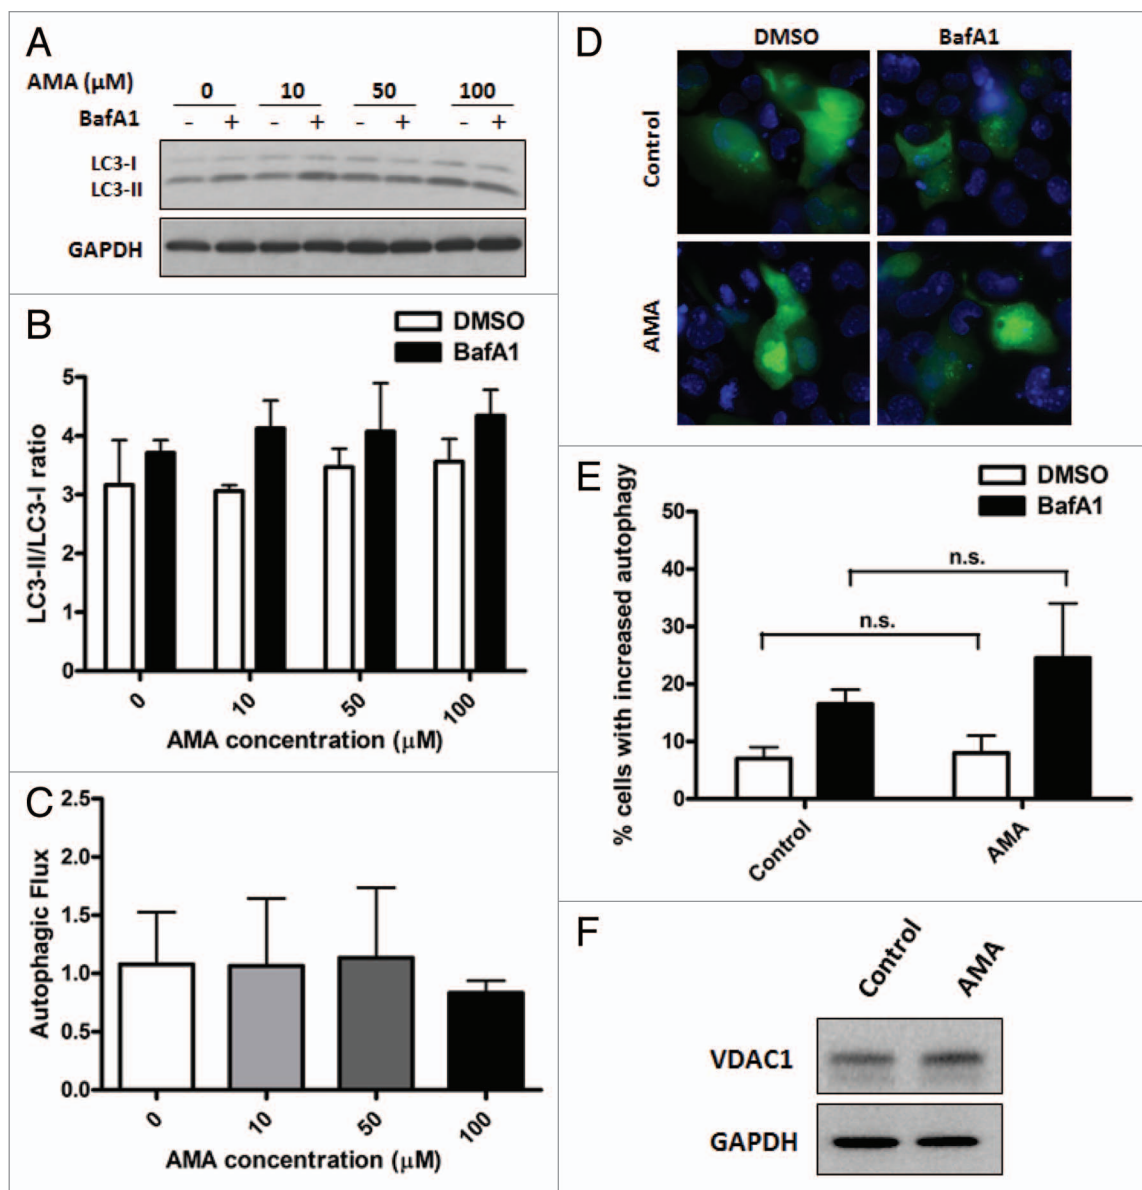 A
AMA (μM)
0 10 50 100
BafA1 - + - + - + - +
LC3-I
LC3-II
GAPDH
B
DMSO
BafA1
LC3-II/LC3-I ratio
5
4
3
2
1
0
0 10 50 100
AMA concentration (μM)
C
Autophagic Flux
2.5
2.0
1.5
1.0
0.5
0.0
0 10 50 100
AMA concentration (μM)
D
DMSO BafA1
Control
AMA
E
DMSO
BafA1
% cells with increased autophagy
50
40
30
20
10
0
n.s.
n.s.
Control AMA
F
Control AMA
VDAC1
GAPDH